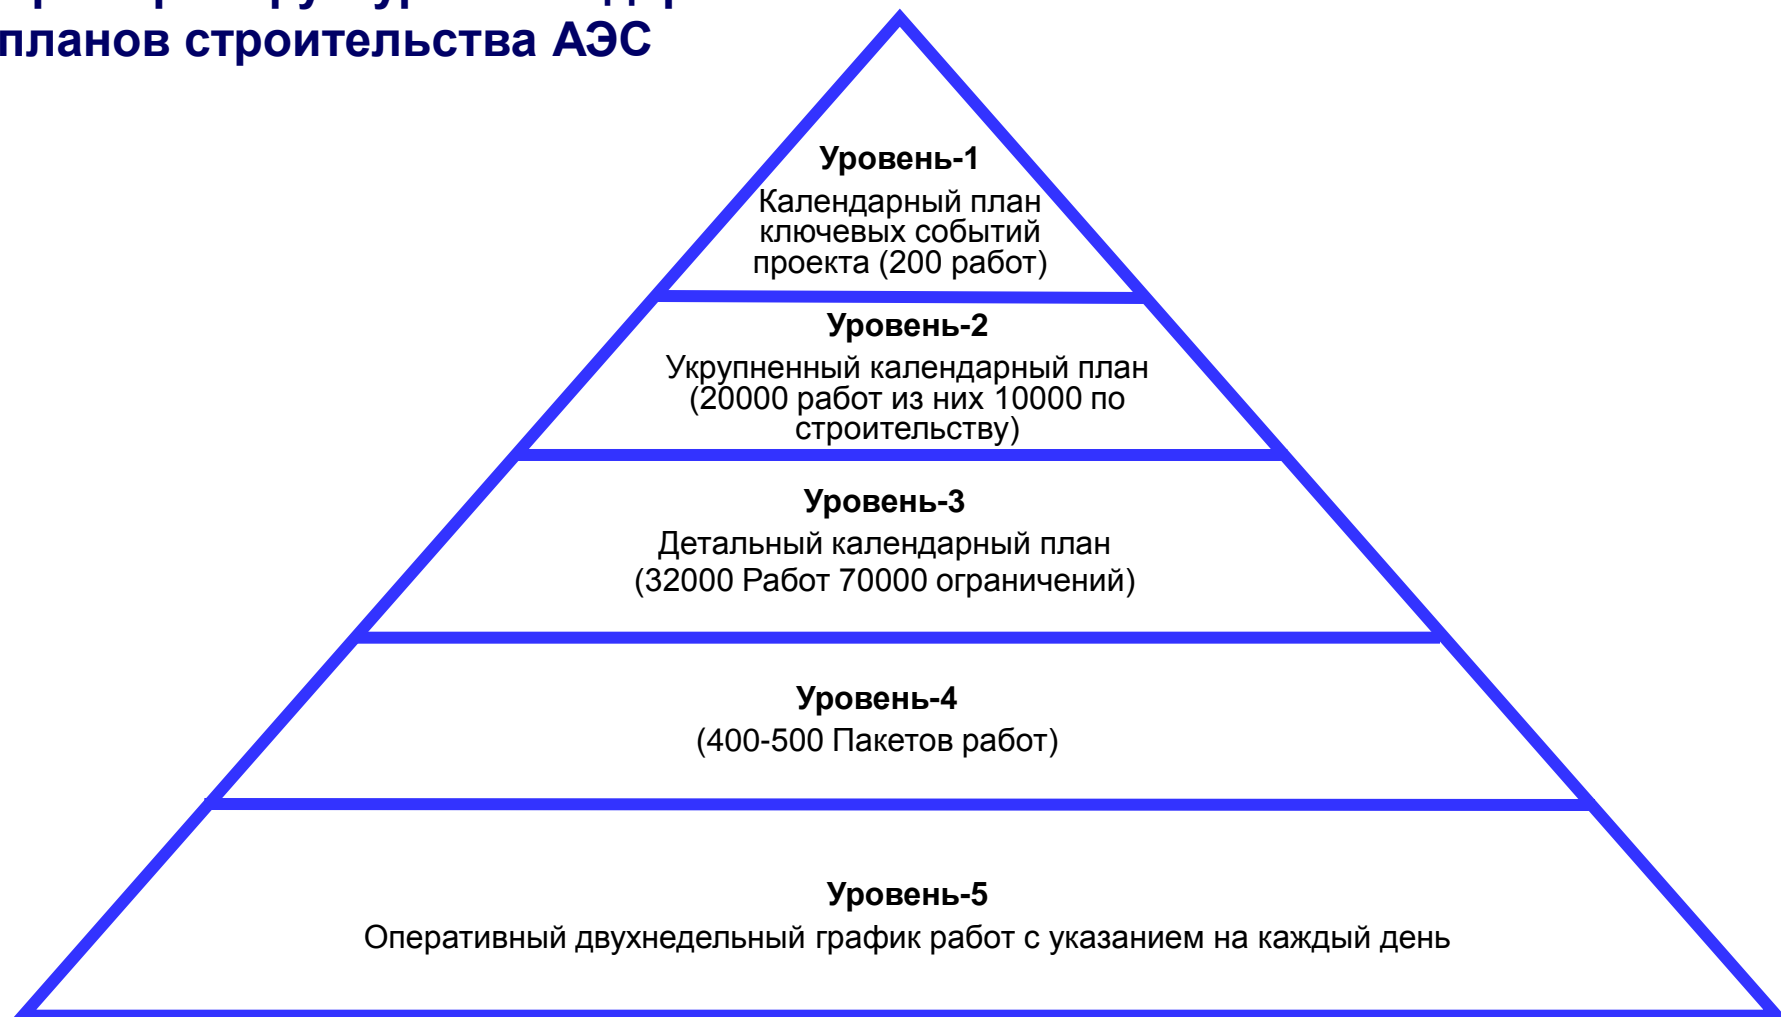 планов строительства АЭС
Уровень-1
Календарный план
ключевых событий
проекта (200 работ)
Уровень-2
Укрупненный календарный план
(20000 работ из них 10000 по
строительству)
Уровень-3
Детальный календарный план
(32000 Работ 70000 ограничений)
Уровень-4
(400-500 Пакетов работ)
Уровень-5
Оперативный двухнедельный график работ с указанием на каждый день